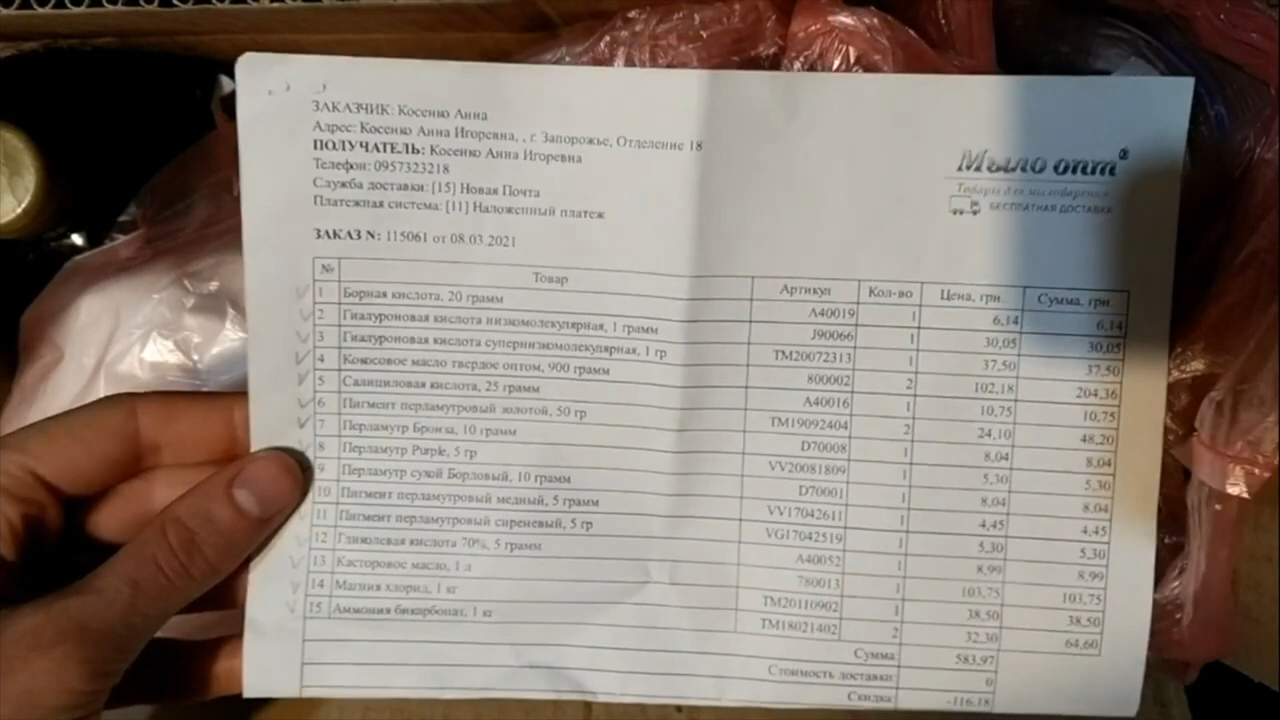 ЗАКАЗЧИК: Косенко Анна
Адрес: Косенко Анна Игоревна, , г. Запорожье, Отделение 18
ПОЛУЧАТЕЛЬ: Косенко Анна Игоревна
Телефон: 0957323218
Служба доставки: [15] Новая Почта
Платежная система: [11] Наложенный платеж
Мыло опт®
Товары для мыловарения
БЕСПЛАТНАЯ ДОСТАВКА
ЗАКАЗ N: 115061 от 08.03.2021
№ Товар Артикул Кол-во Цена, грн. Сумма, грн
1 Борная кислота, 20 грамм A40019 1 6,14 6,14
2 Гиалуроновая кислота низкомолекулярная, 1 грамм J90066 1 30,05 30,05
3 Гиалуроновая кислота супернизкомолекулярная, 1 гр TM20072313 1 37,50 37,50
4 Кокосовое масло твердое оптом, 900 грамм 800002 2 102,18 204,36
5 Салициловая кислота, 25 грамм A40016 1 10,75 10,75
6 Пигмент перламутровый золотой, 50 гр TM19092404 2 24,10 48,20
7 Перламутр Бронза, 10 грамм D70008 1 8,04 8,04
8 Перламутр Purple, 5 гр VV20081809 1 5,30 5,30
9 Перламутр сухой Бордовый, 10 грамм D70001 1 8,04 8,04
10 Пигмент перламутровый медный, 5 грамм VV17042611 1 4,45 4,45
11 Пигмент перламутровый сиреневый, 5 гр VG17042519 1 5,30 5,30
12 Гликолевая кислота 70%, 5 грамм A40052 1 8,99 8,99
13 Касторовое масло, 1 л 780013 1 103,75 103,75
14 Магния хлорид, 1 кг TM20110902 1 38,50 38,50
15 Аммония бикарбонат, 1 кг TM18021402 2 32,30 64,60
Сумма: 583,97
Стоимость доставки: 0
Скидка: -116.18